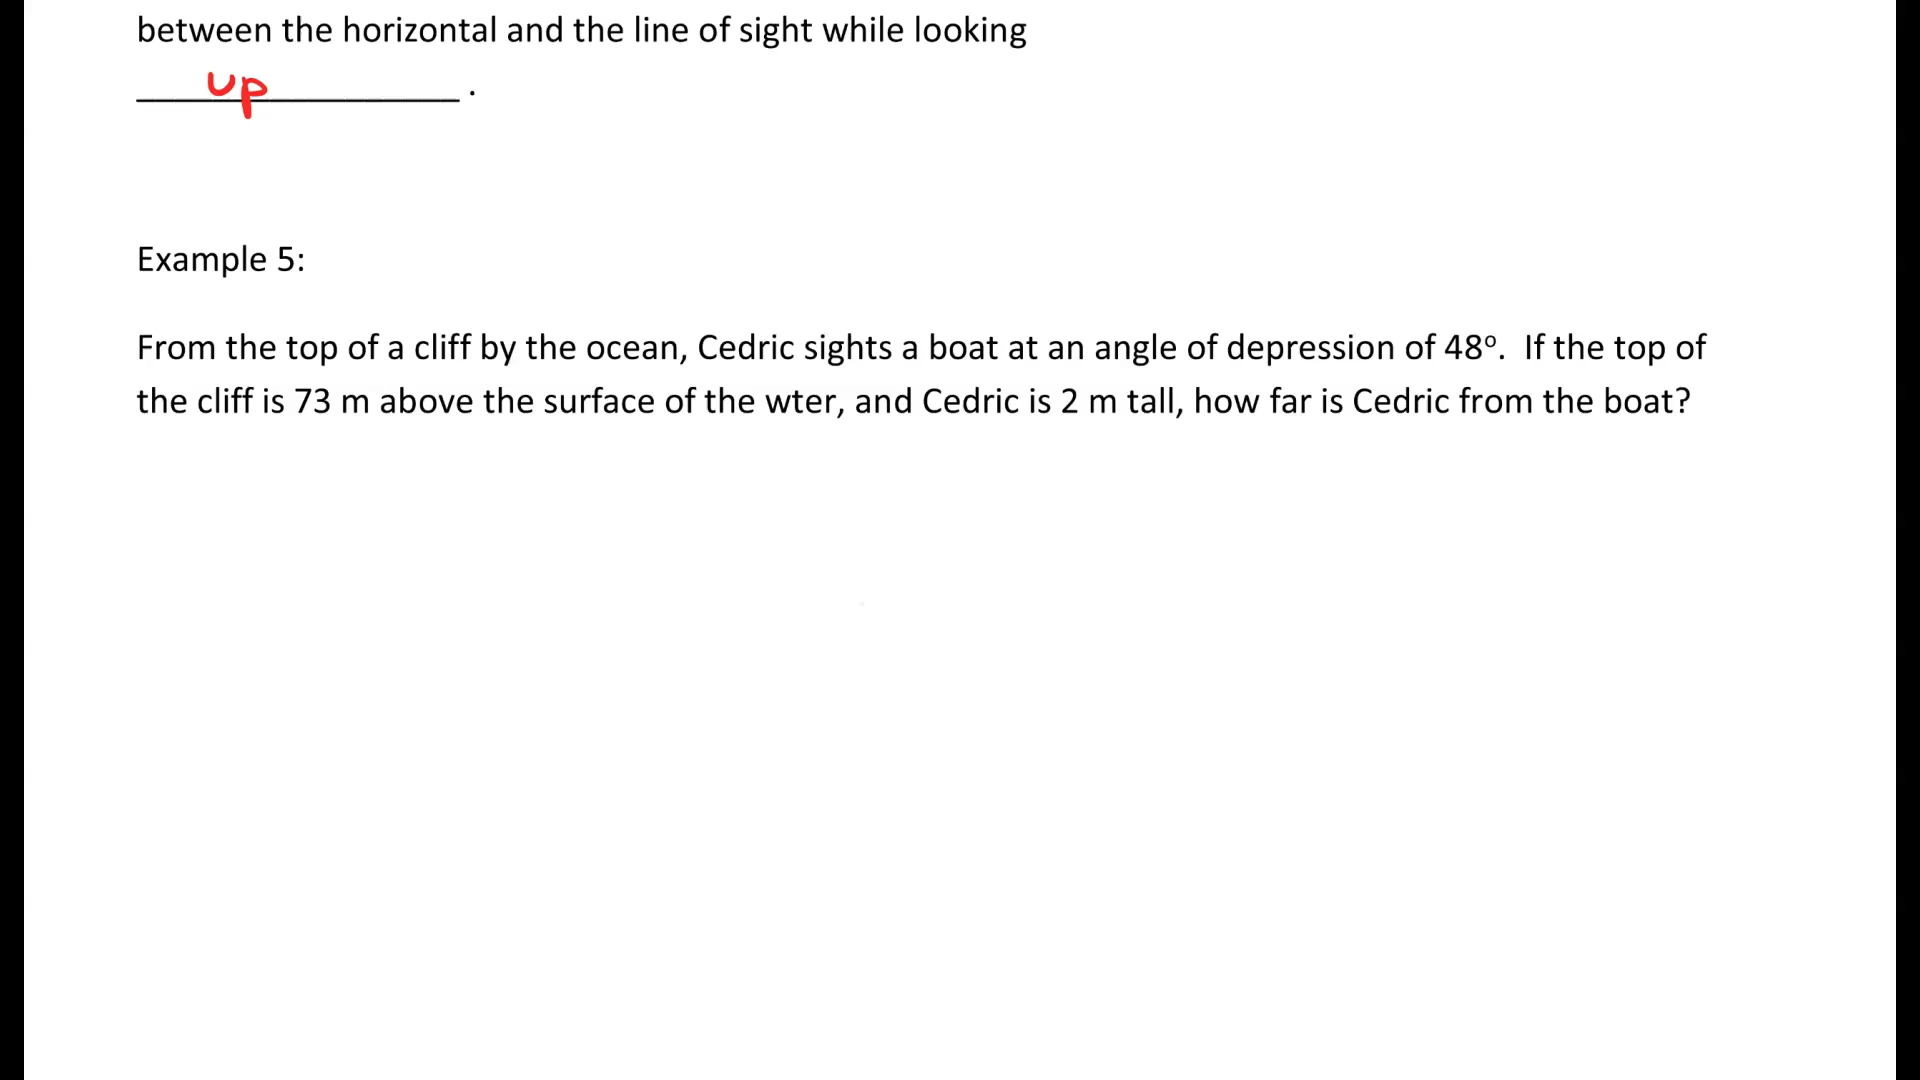 between the horizontal and the line of sight while looking
up .
Example 5:
From the top of a cliff by the ocean, Cedric sights a boat at an angle of depression of 48°. If the top of
the cliff is 73 m above the surface of the wter, and Cedric is 2 m tall, how far is Cedric from the boat?